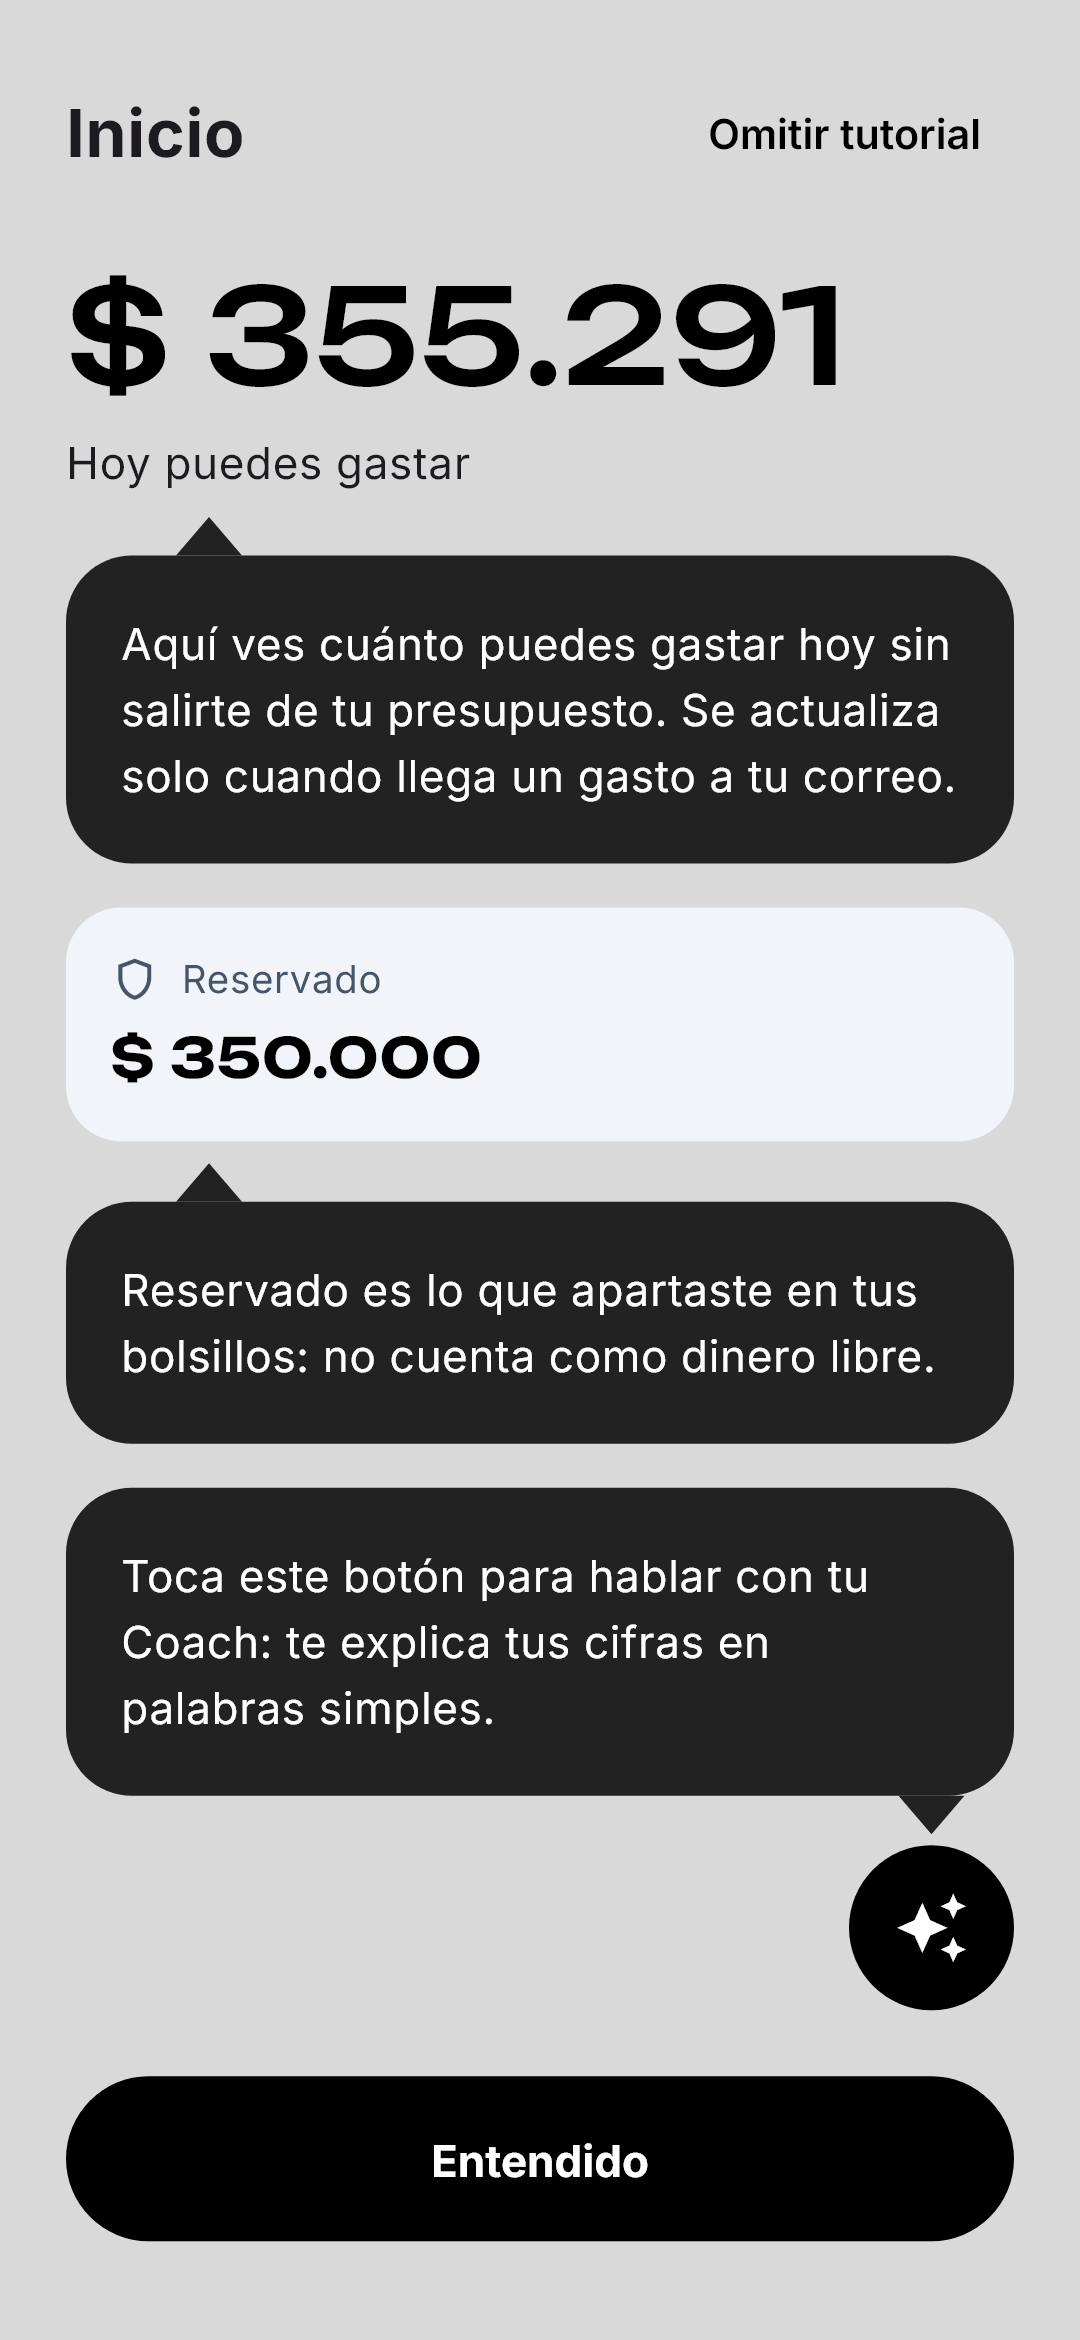 Inicio
Omitir tutorial
$ 355.291
Hoy puedes gastar
Aquí ves cuánto puedes gastar hoy sin
salirte de tu presupuesto. Se actualiza
solo cuando llega un gasto a tu correo.
Reservado
$ 350.000
Reservado es lo que apartaste en tus
bolsillos: no cuenta como dinero libre.
Toca este botón para hablar con tu
Coach: te explica tus cifras en
palabras simples.
Entendido